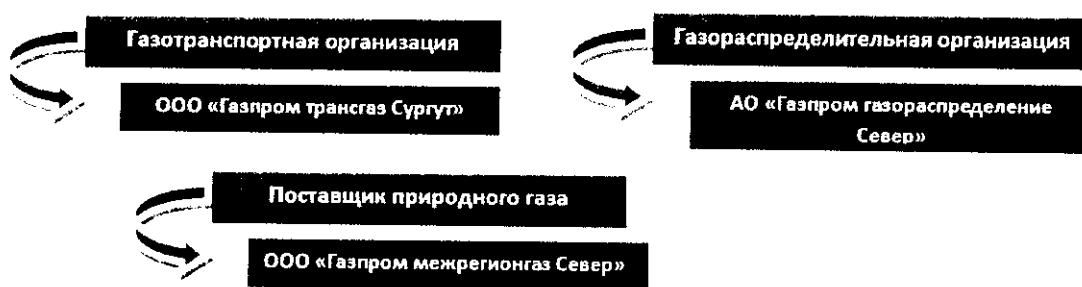 Газотранспортная организация
ООО «Газпром трансгаз Сургут»
Газораспределительная организация
АО «Газпром газораспределение
Север»
Поставщик природного газа
ООО «Газпром межрегионгаз Север»